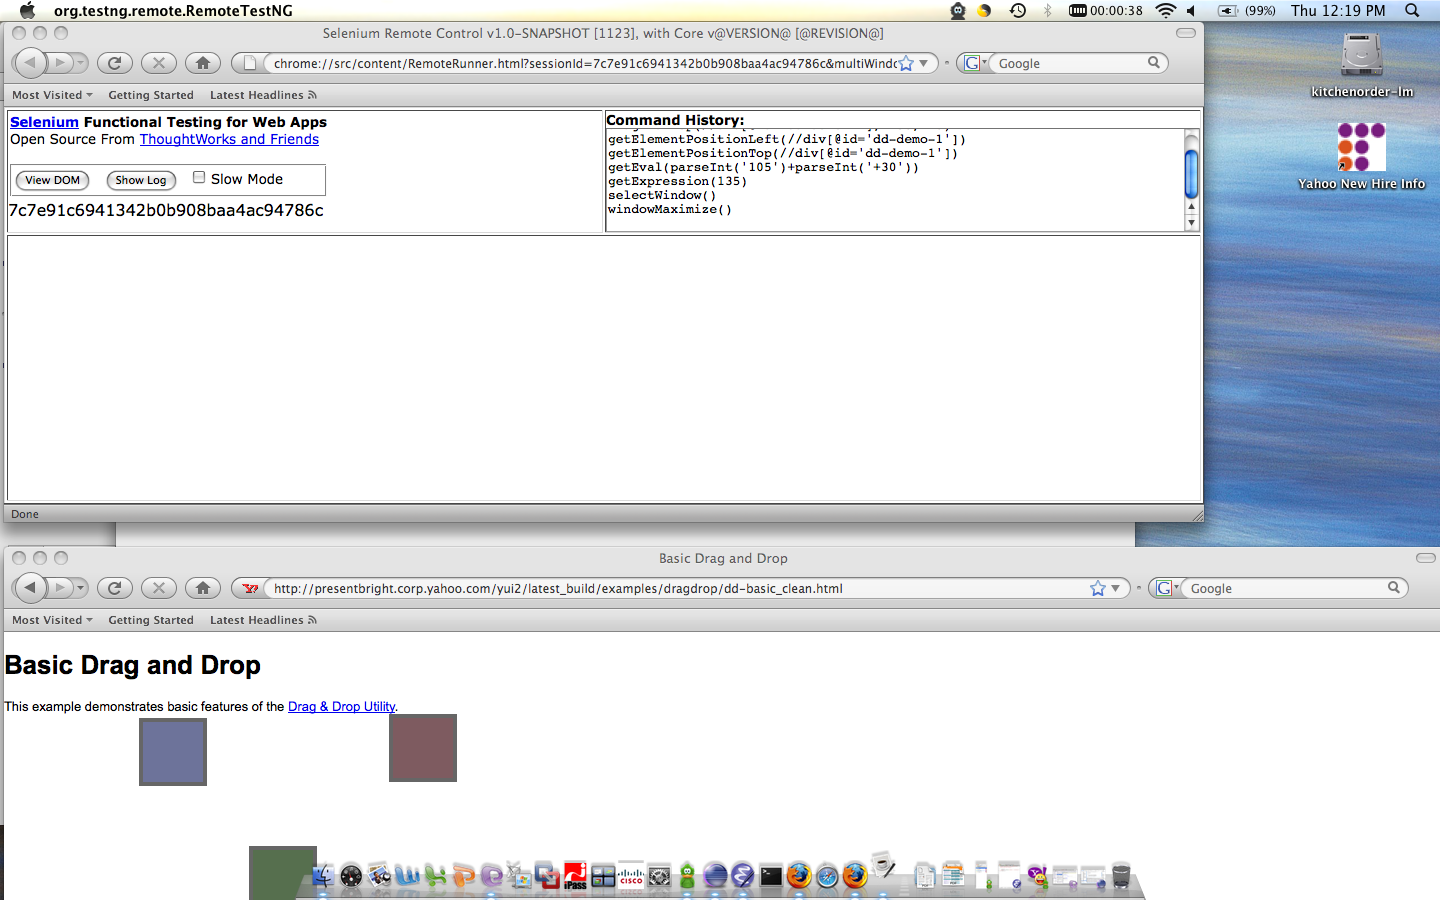 org.testng.remote.RemoteTestNG
00:00:38
(99%)
Thu 12:19 PM
Selenium Remote Control v1.0-SNAPSHOT [1123], with Core v@VERSION@ [@REVISION@]
chrome://src/content/RemoteRunner.html?sessionId=7c7e91c6941342b0b908baa4ac94786c&multiWindo
Google
Most Visited
Getting Started
Latest Headlines
Selenium Functional Testing for Web Apps
Open Source From ThoughtWorks and Friends
View DOM
Show Log
Slow Mode
7c7e91c6941342b0b908baa4ac94786c
Command History:
getElementPositionLeft(//div[@id='dd-demo-1'])
getElementPositionTop(//div[@id='dd-demo-1'])
getEval(parseInt('105')+parseInt('+30'))
getExpression(135)
selectWindow()
windowMaximize()
Done
kitchenorder-lm
Yahoo New Hire Info
Basic Drag and Drop
http://presentbright.corp.yahoo.com/yui2/latest_build/examples/dragdrop/dd-basic_clean.html
Google
Most Visited
Getting Started
Latest Headlines
Basic Drag and Drop
This example demonstrates basic features of the Drag & Drop Utility.
iPass
CISCO